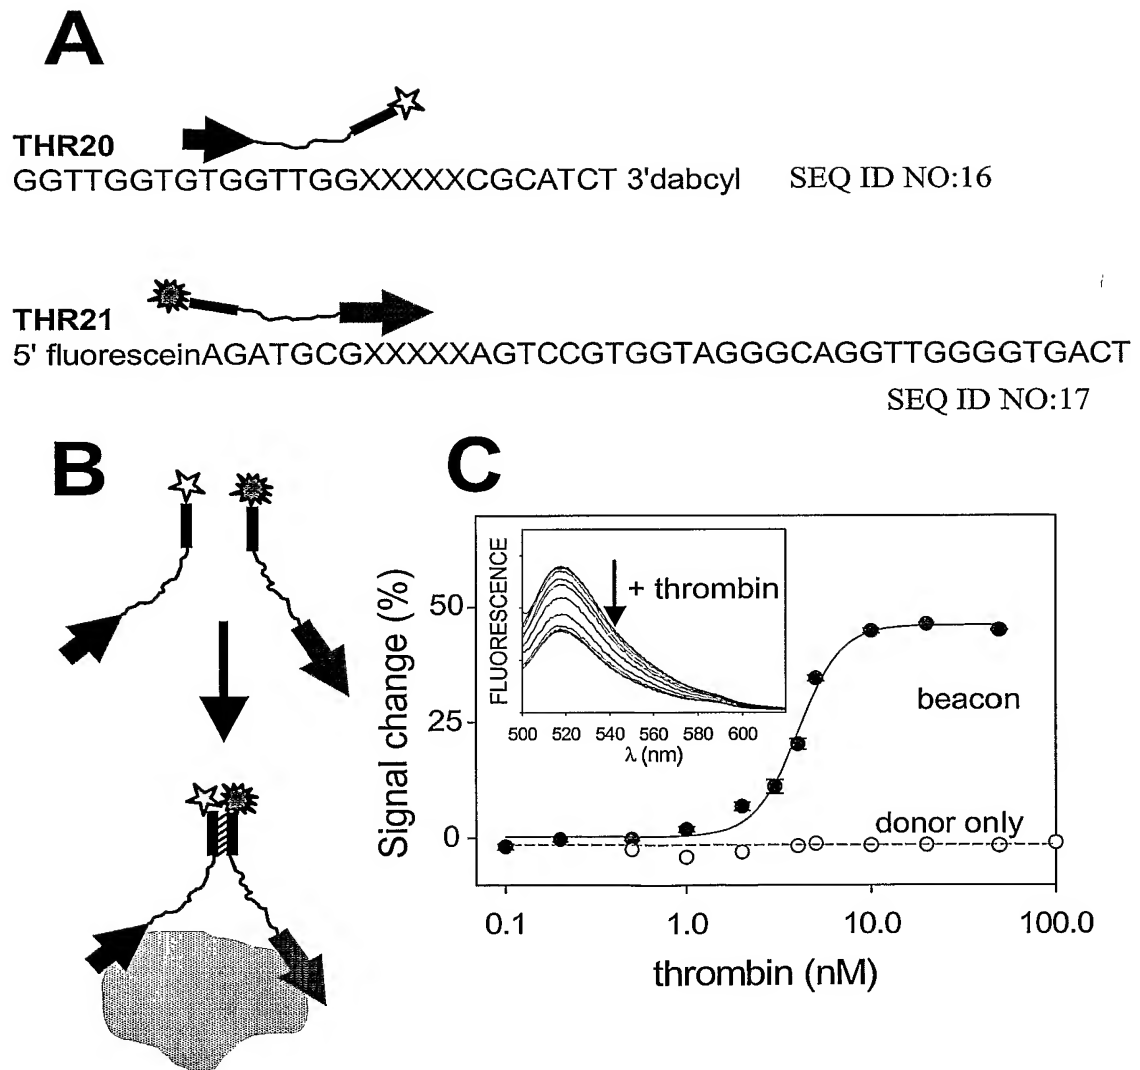 A
THR20
GGTTGGTGTGGTTGGXXXXXCGCATCT 3'dabcyl SEQ ID NO:16
THR21
5' fluoresceinAGATGCGXXXXXAGTCCGTGGTAGGGCAGGTTGGGGTGACT
SEQ ID NO:17
B
C
Signal change (%)
50
25
0
FLUORESCENCE
+ thrombin
500 520 540 560 580 600
λ (nm)
beacon
donor only
0.1 1.0 10.0 100.0
thrombin (nM)